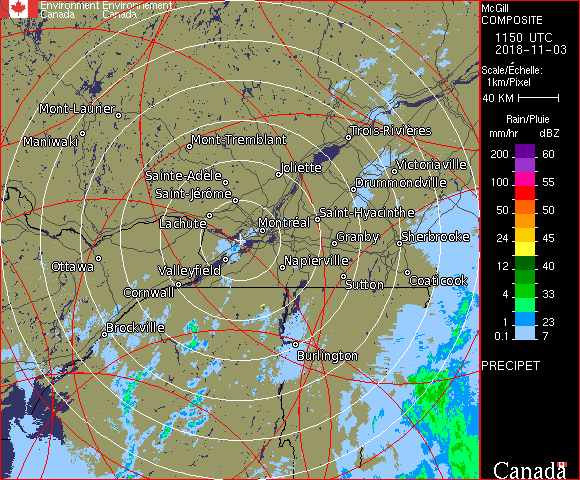 Environment Environnement
Canada Canada
McGill
COMPOSITE
1150 UTC
2018-11-03
Scale/Échelle:
1km/Pixel
40 KM
Rain/Pluie
mm/hr dBZ
200 60
150 55
100 55
50 50
24 45
12 40
4 33
1 23
0.1 7
PRECIPET
Canada
Mont-Laurier
Maniwaki
Mont-Tremblant
Trois-Rivières
Sainte-Adèle
Joliette
Victoriaville
Saint-Jérôme
Drummondville
Lachute
Montréal
Saint-Hyacinthe
Granby
Sherbrooke
Ottawa
Valleyfield
Napierville
Cornwall
Sutton
Coaticook
Brockville
Burlington